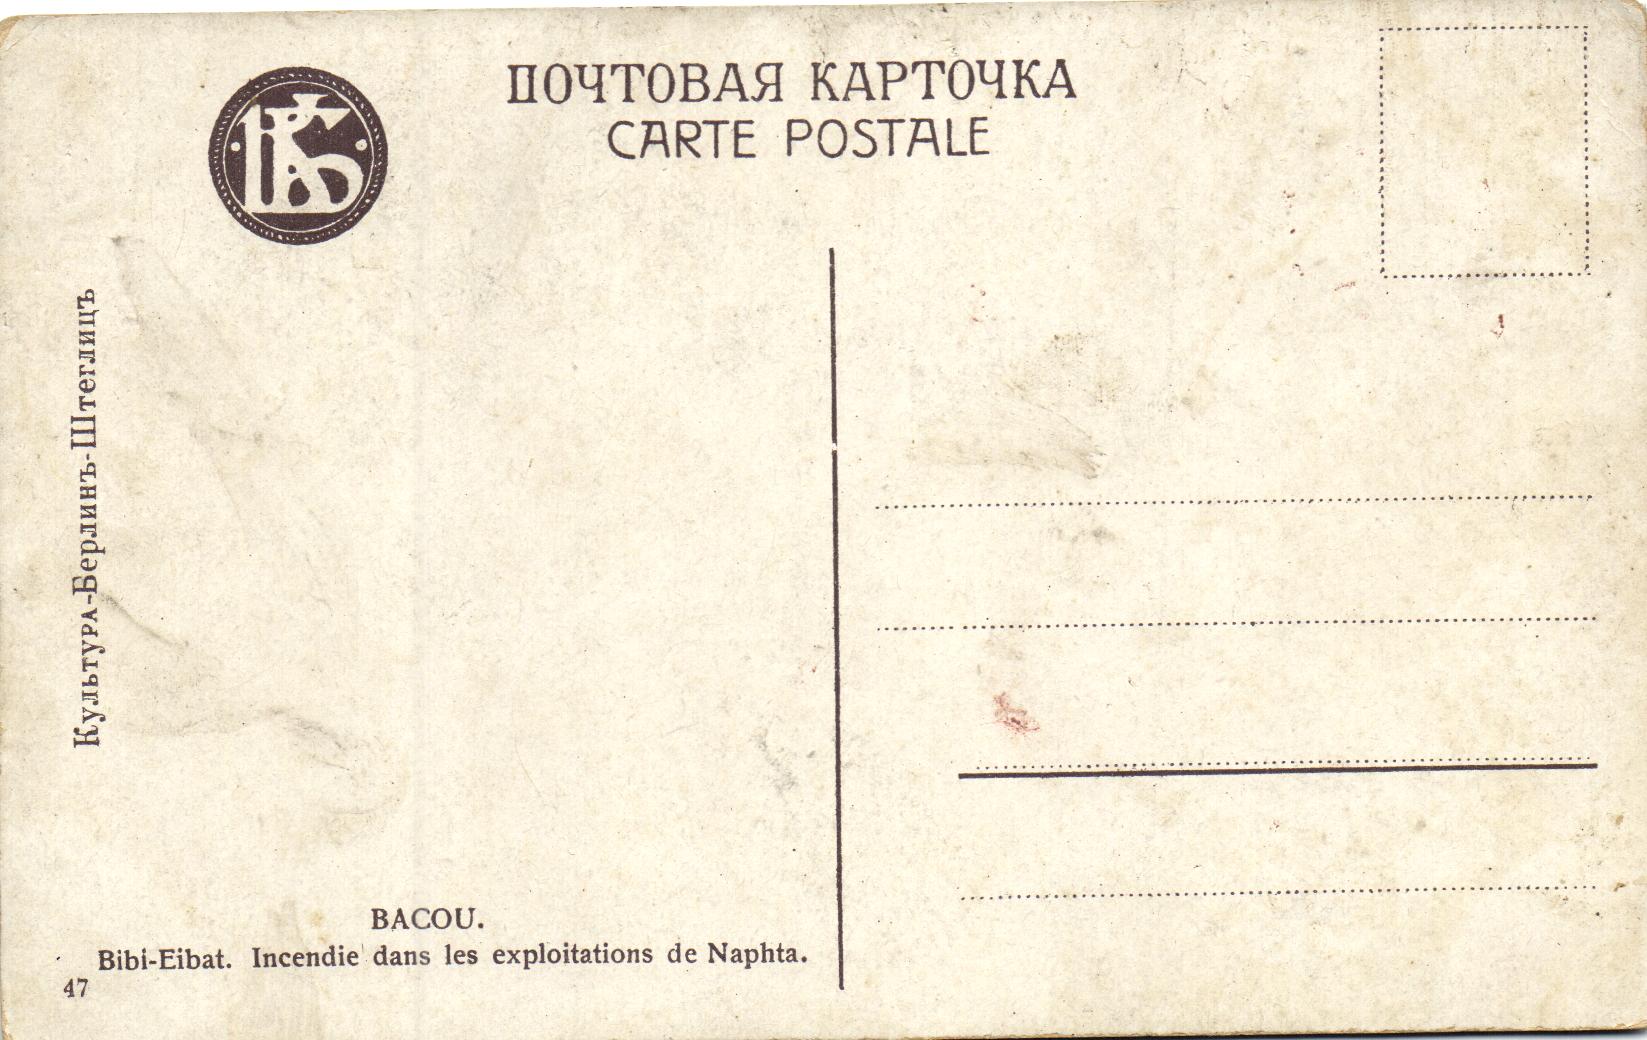 ПОЧТОВАЯ КАРТОЧКА
CARTE POSTALE
Культура-Берлинъ-Штеглицъ
BACOU.
Bibi-Eibat. Incendie dans les exploitations de Naphta.
47